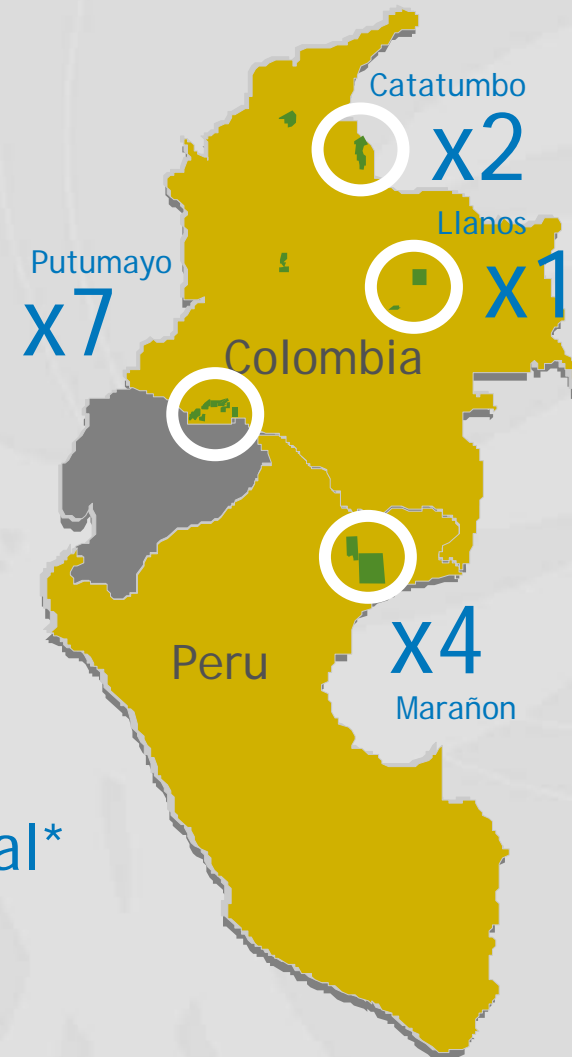 Catatumbo
x2
Llanos
x1
Putumayo
x7
Colombia
Peru
x4
Marañon
al*